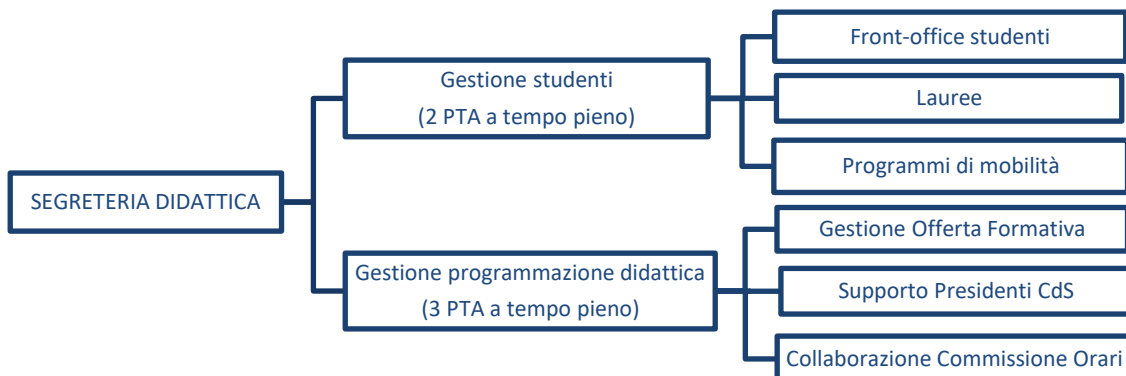 SEGRETERIA DIDATTICA
Gestione studenti
(2 PTA a tempo pieno)
Front-office studenti
Lauree
Programmi di mobilità
Gestione programmazione didattica
(3 PTA a tempo pieno)
Gestione Offerta Formativa
Supporto Presidenti CdS
Collaborazione Commissione Orari